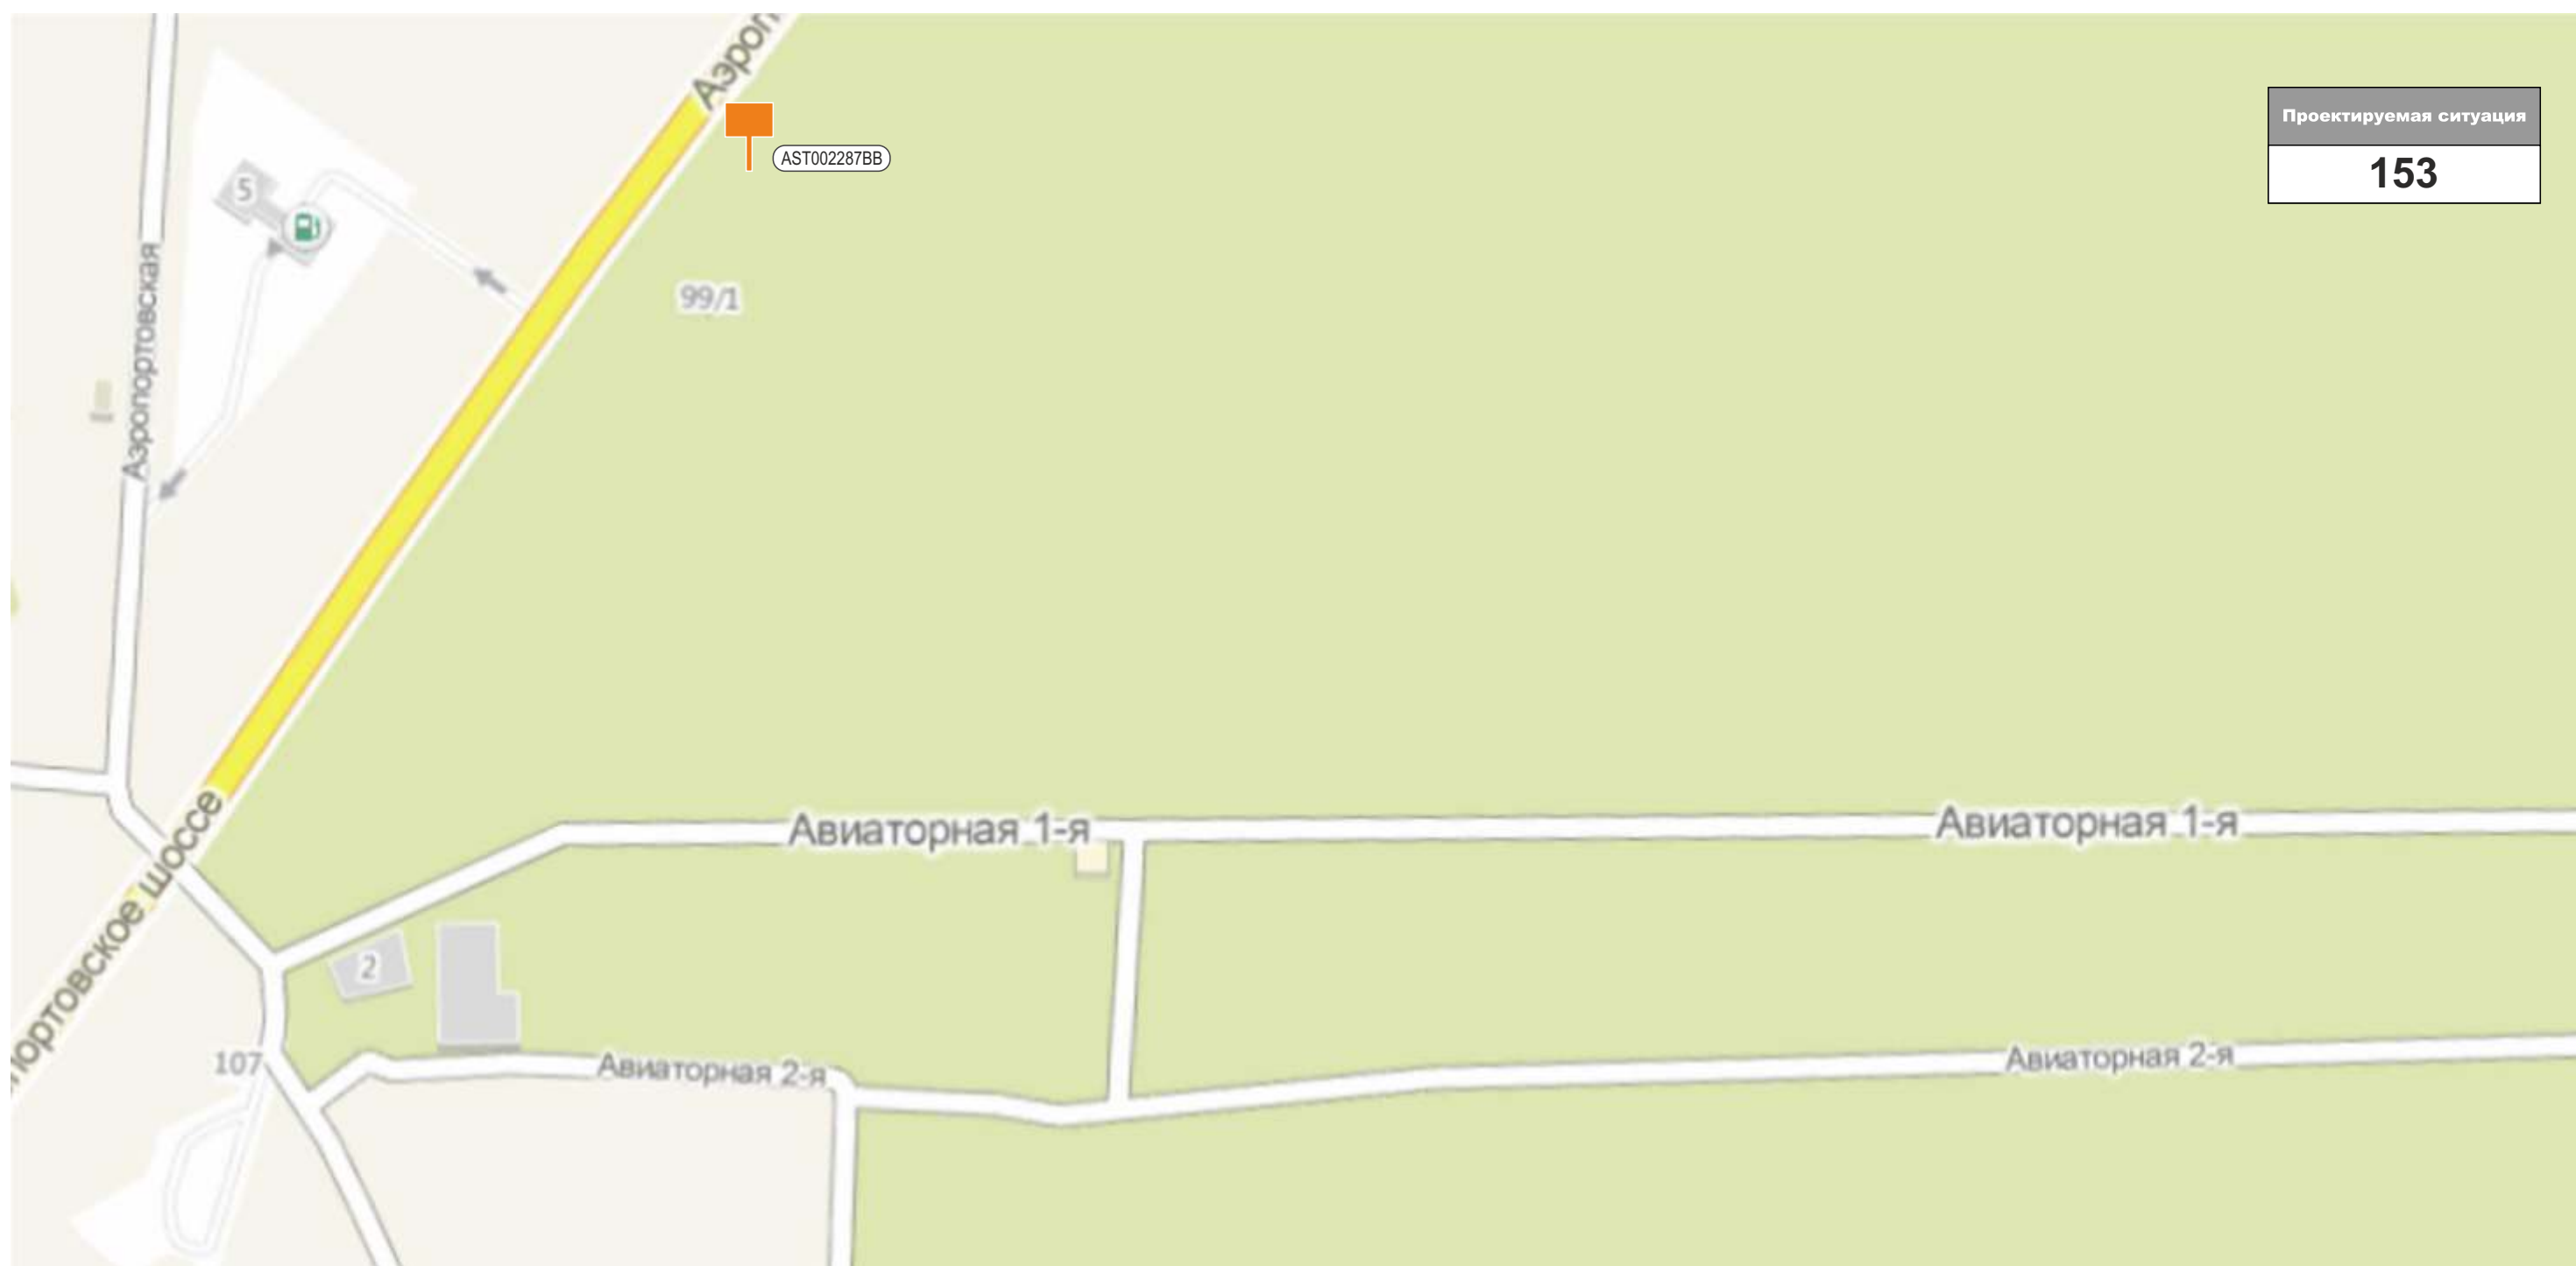 Аэроп
Проектируемая ситуация
153
AST002287BB
5
99/1
Аэропортовская
Авиаторная 1-я
Авиаторная 1-я
портовское шоссе
2
107
Авиаторная 2-я
Авиаторная 2-я